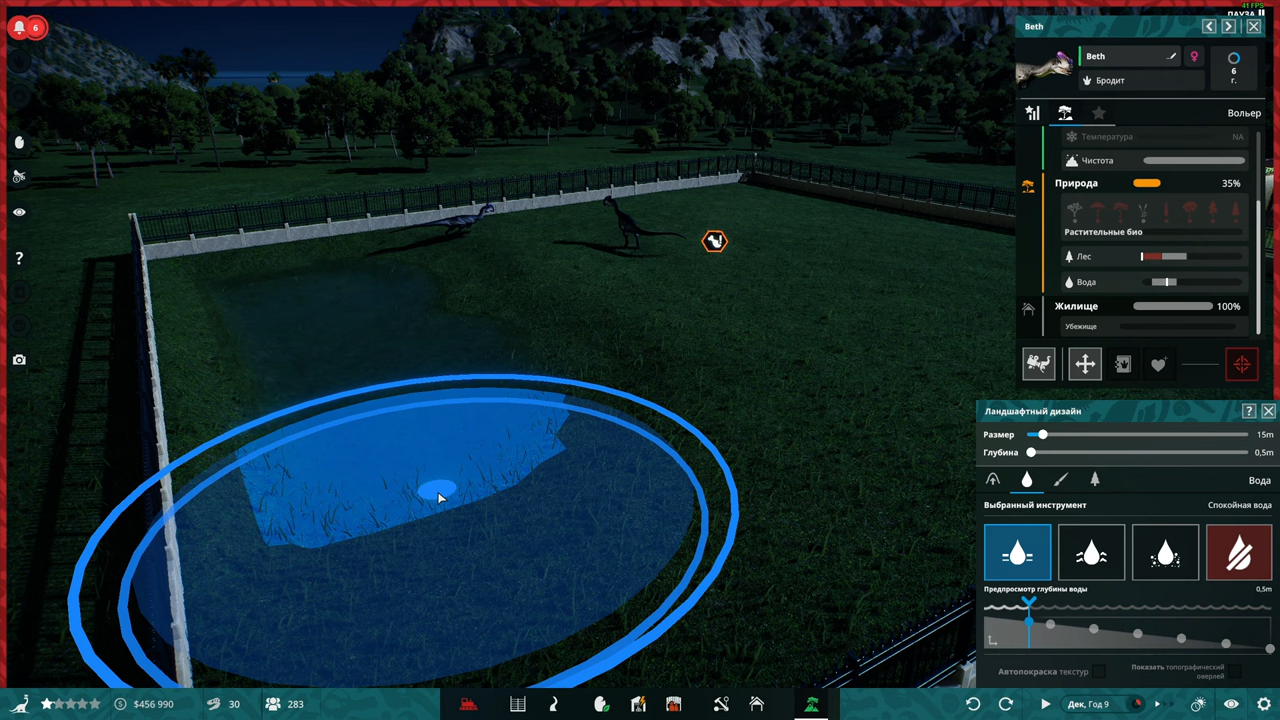 41 FPS
ПАУЗА
6
Beth
Beth
Бродит
6
г.
Вольер
Температура NA
Чистота
Природа 35%
Растительные био
Лес
Вода
Жилище 100%
Убежище
Ландшафтный дизайн ?
Размер 15m
Глубина 0,5m
Вода
Выбранный инструмент Спокойная вода
Предпросмотр глубины воды 0,5m
Автопокраска текстур
Показать топографический
оверлей
?
$456 990
30
283
Дек, Год 9